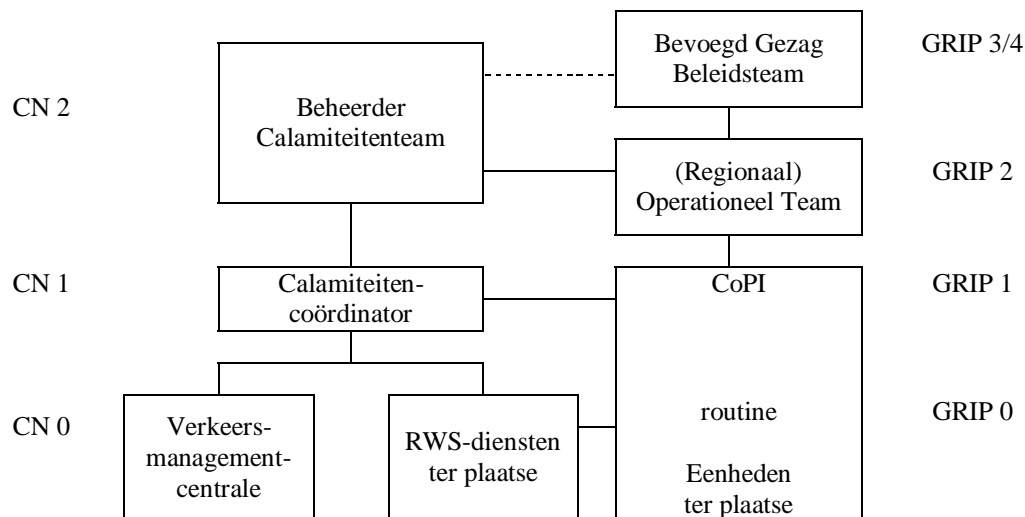 Bevoegd Gezag
Beleidsteam
GRIP 3/4
CN 2
Beheerder
Calamiteitenteam
(Regionaal)
Operationeel Team
GRIP 2
CN 1
Calamiteiten-
coördinator
CoPI
GRIP 1
CN 0
Verkeers-
management-
centrale
RWS-diensten
ter plaatse
routine
Eenheden
ter plaatse
GRIP 0